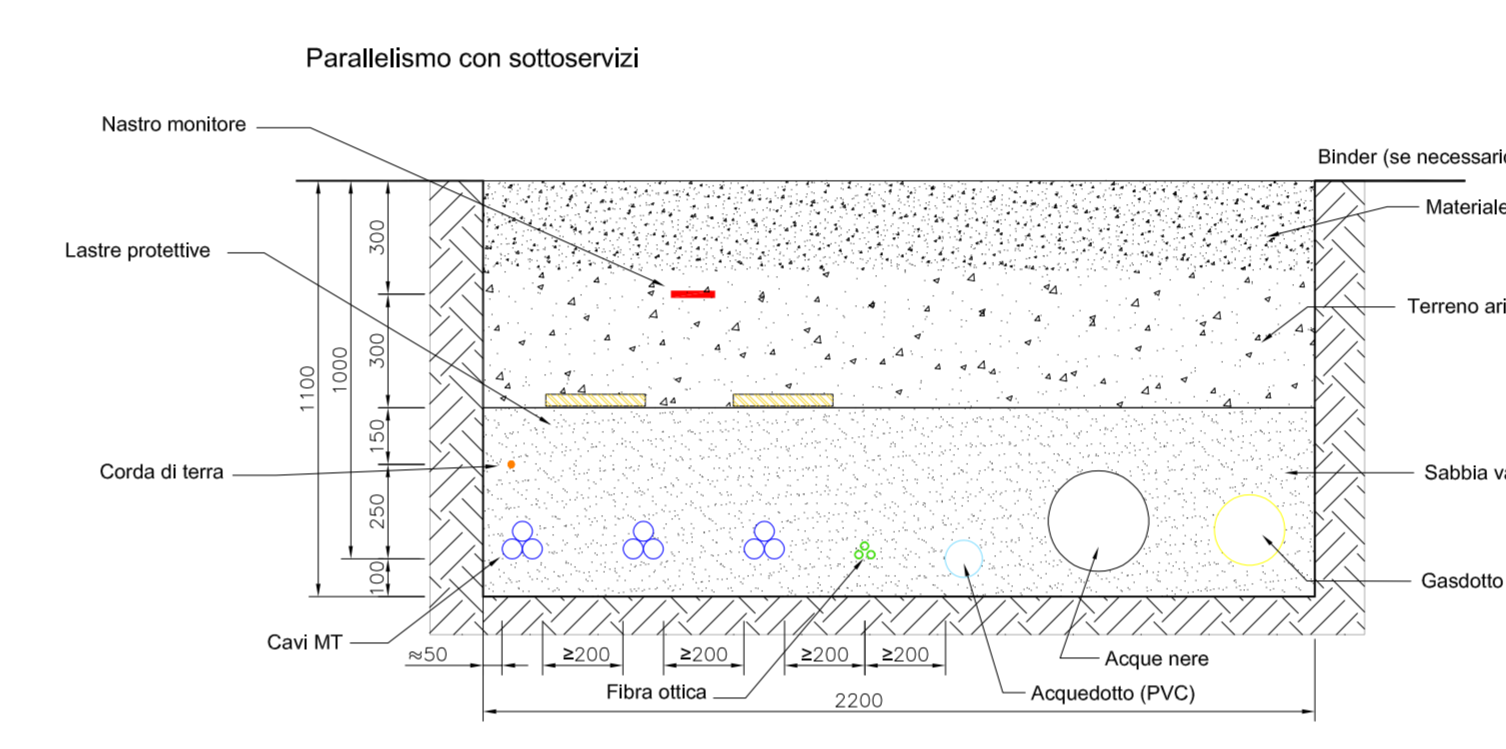 Parallelismo con sottoservizi
Nastro monitore
Binder (se necessario
Materiale
Lastre protettive
Terreno ari
300
300
1000
1100
150
Corda di terra
Sabbia va
250
100
Gasdotto
Cavi MT
≈50
≥200
≥200
≥200
≥200
Acque nere
Fibra ottica
Acquedotto (PVC)
2200